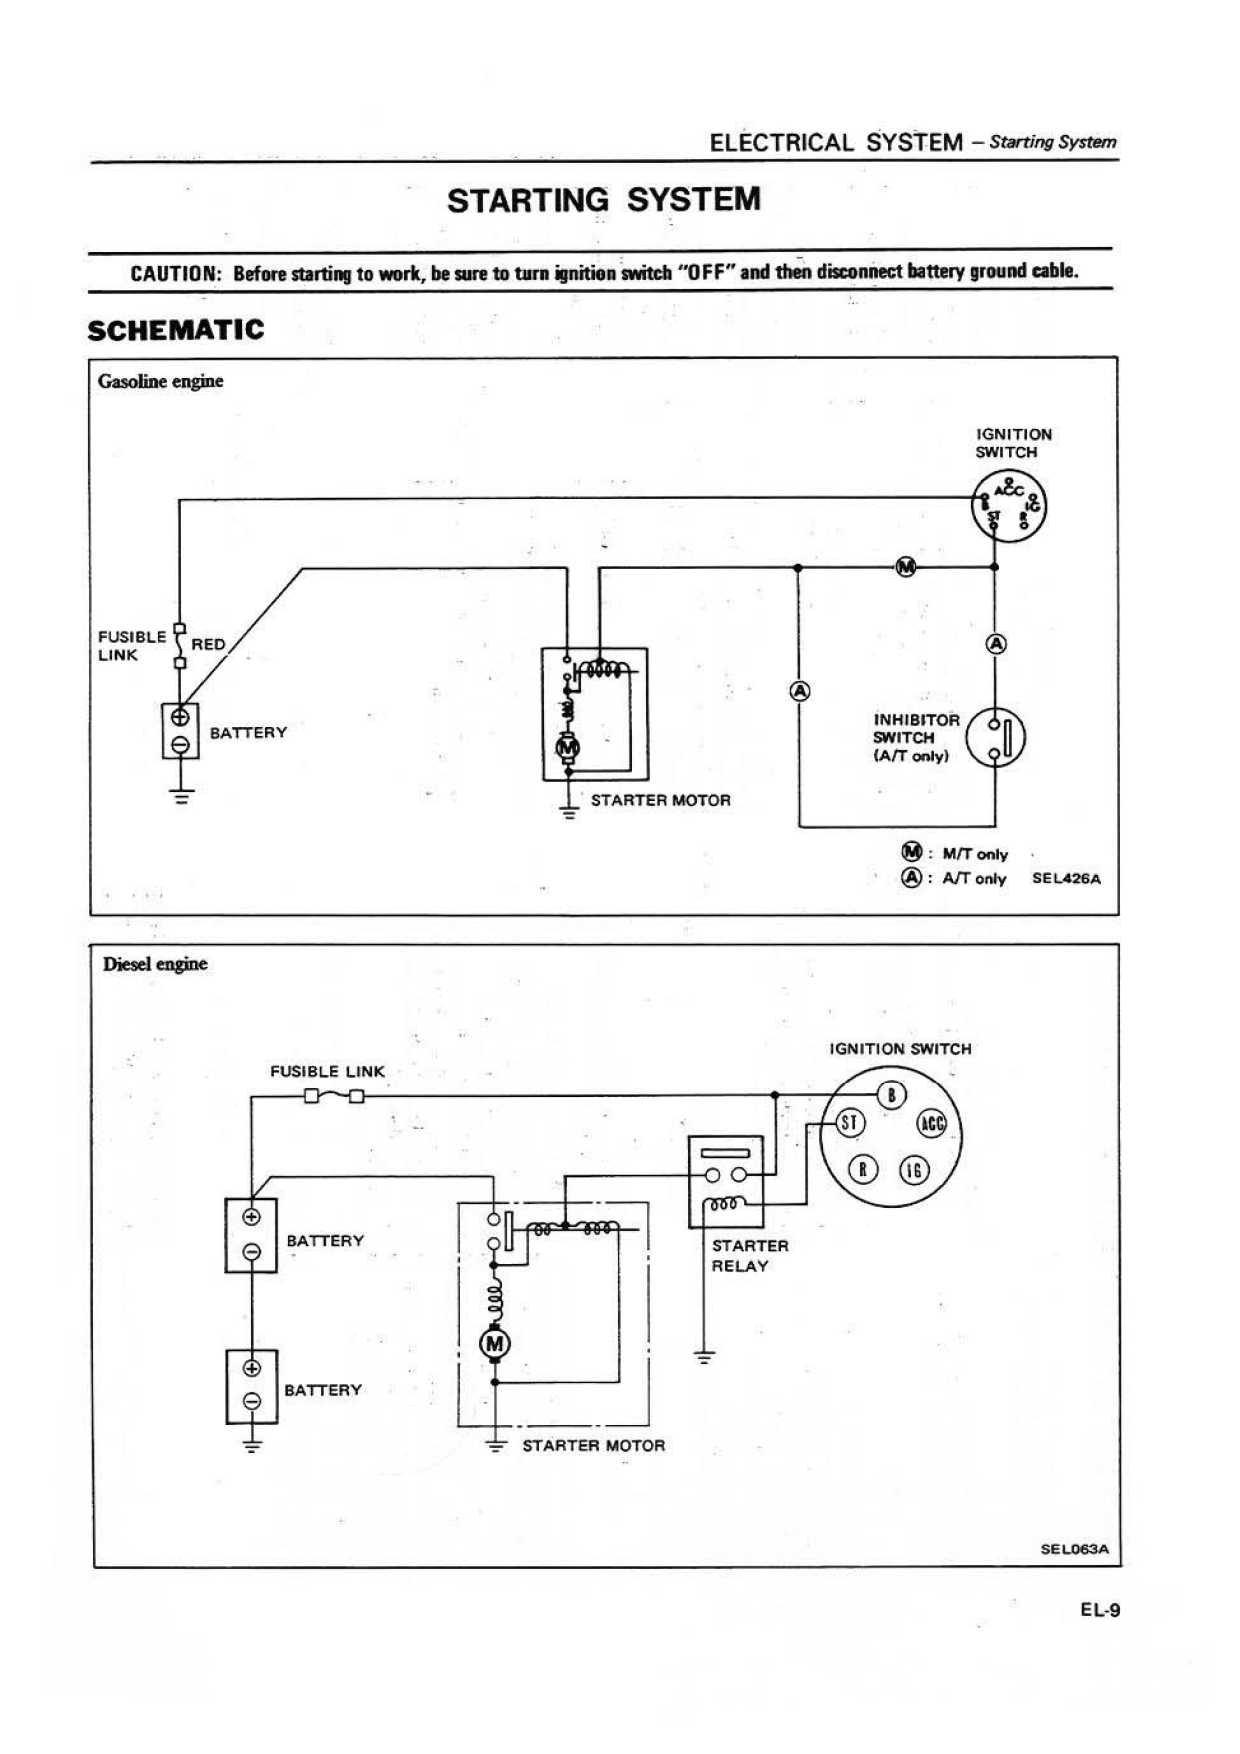 ELECTRICAL SYSTEM – Starting System
STARTING SYSTEM
CAUTION: Before starting to work, be sure to turn ignition switch "OFF" and then disconnect battery ground cable.
SCHEMATIC
Gasoline engine
IGNITION
SWITCH
ACC
B
IG
ST
R
M
FUSIBLE
LINK
RED
A
A
+
−
BATTERY
INHIBITOR
SWITCH
(A/T only)
M
STARTER MOTOR
M : M/T only
A : A/T only
SEL426A
Diesel engine
IGNITION SWITCH
FUSIBLE LINK
B
ST
ACC
R
IG
+
−
BATTERY
STARTER
RELAY
M
+
−
BATTERY
STARTER MOTOR
SEL063A
EL-9